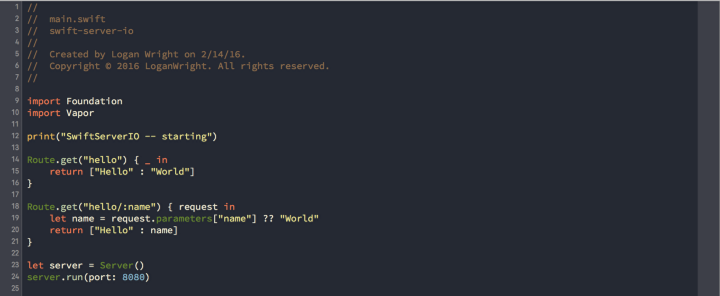 1 //
2 //  main.swift
3 //  swift-server-io
4 //
5 //  Created by Logan Wright on 2/14/16.
6 //  Copyright © 2016 LoganWright. All rights reserved.
7 //
8
9 import Foundation
10 import Vapor
11
12 print("SwiftServerIO -- starting")
13
14 Route.get("hello") { _ in
15     return ["Hello" : "World"]
16 }
17
18 Route.get("hello/:name") { request in
19     let name = request.parameters["name"] ?? "World"
20     return ["Hello" : name]
21 }
22
23 let server = Server()
24 server.run(port: 8080)
25